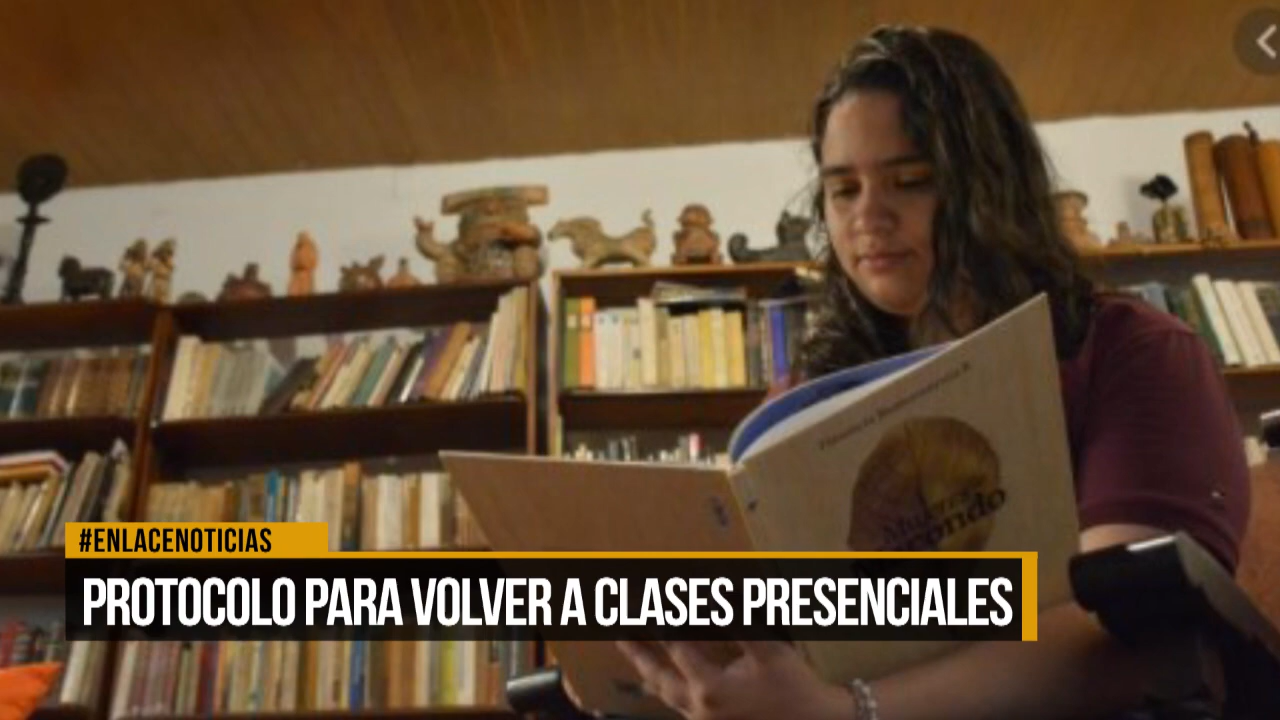 #ENLACENOTICIAS
PROTOCOLO PARA VOLVER A CLASES PRESENCIALES